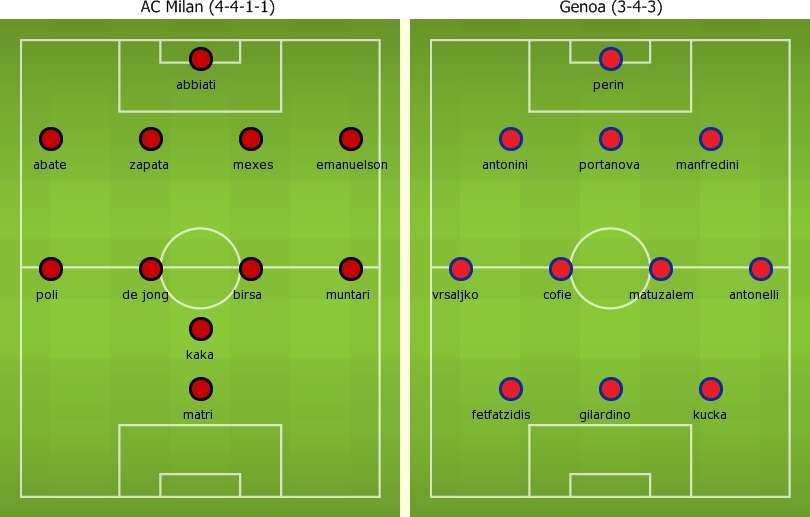 AC Milan (4-4-1-1)
abbiati
abate zapata mexes emanuelson
poli de jong birsa muntari
kaka
matri
Genoa (3-4-3)
perin
antonini portanova manfredini
vrsaljko cofie matuzalem antonelli
fetfatzidis gilardino kucka